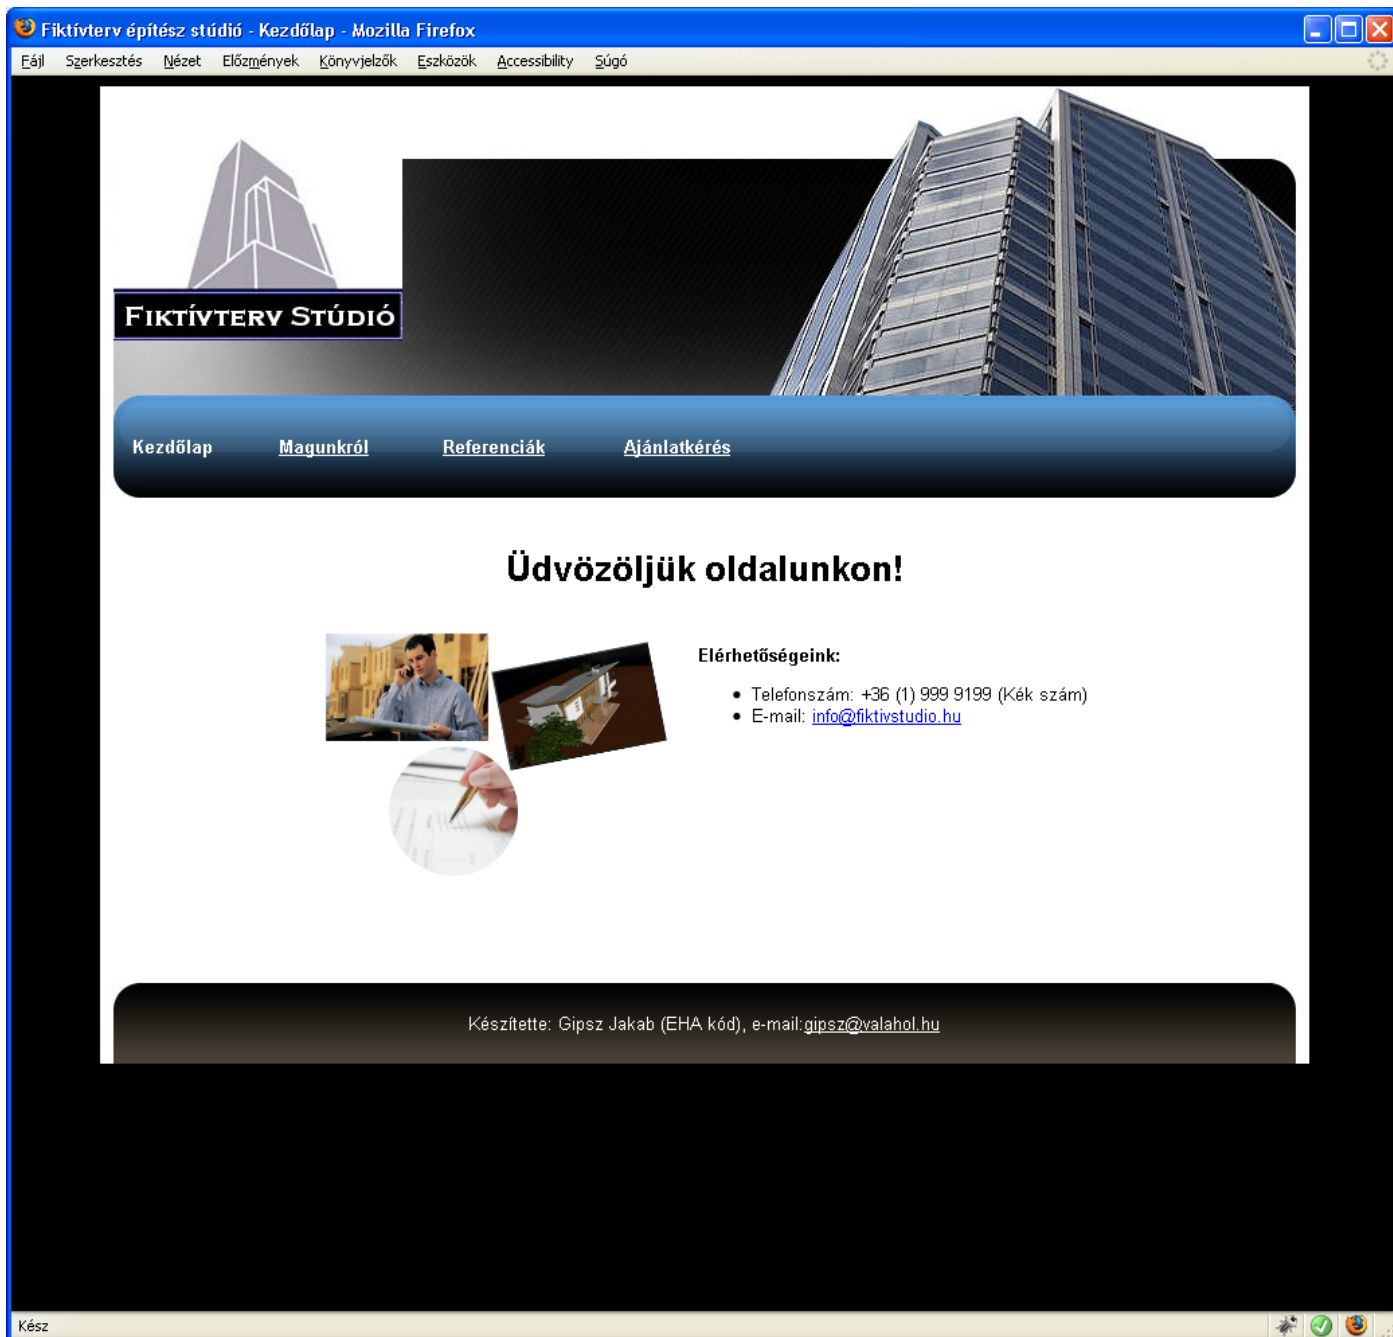 Fiktívterv építész stúdió - Kezdőlap - Mozilla Firefox
Fájl Szerkesztés Nézet Előzmények Könyvjelzők Eszközök Accessibility Súgó
Fiktívterv Stúdió
Kezdőlap Magunkról Referenciák Ajánlatkérés
Üdvözöljük oldalunkon!
Elérhetőségeink:
• Telefonszám: +36 (1) 999 9199 (Kék szám)
• E-mail: info@fiktivstudio.hu
Készítette: Gipsz Jakab (EHA kód), e-mail:gipsz@valahol.hu
Kész